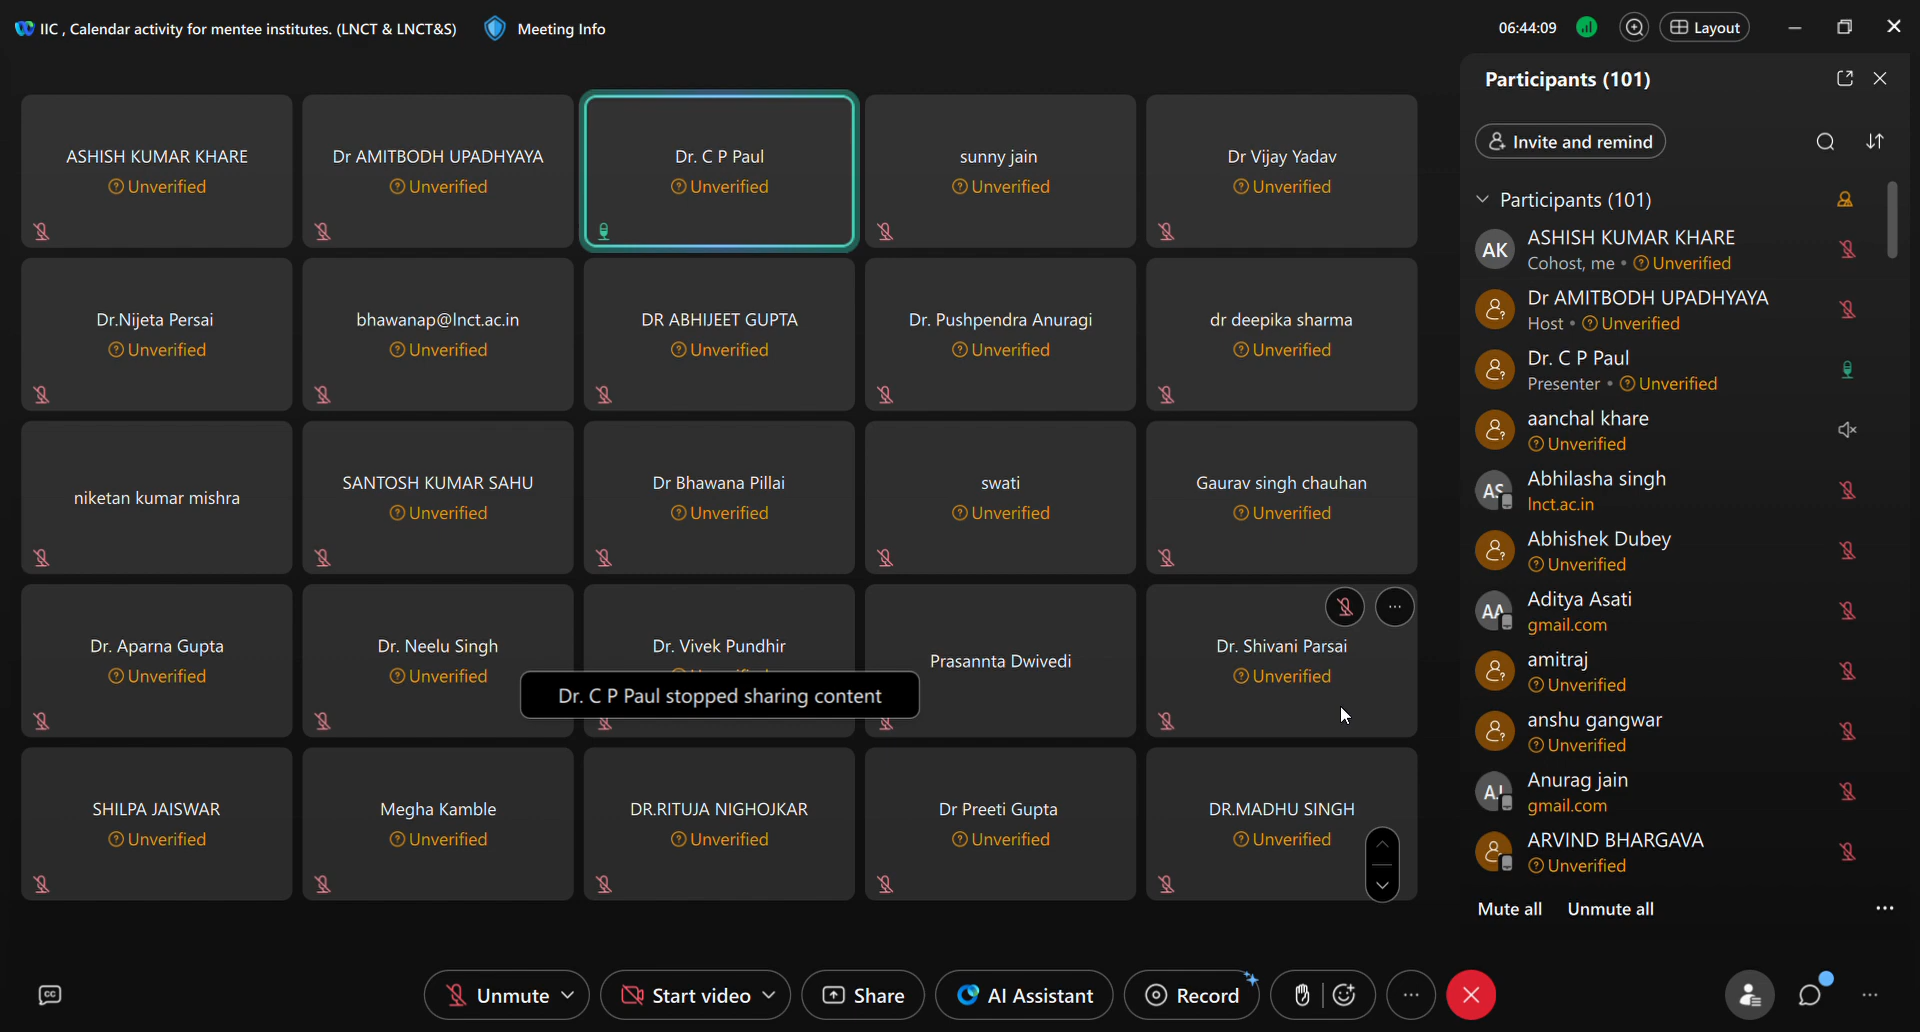 IIC , Calendar activity for mentee institutes. (LNCT & LNCT&S)
Meeting Info
06:44:09
Layout
ASHISH KUMAR KHARE
Unverified
Dr AMITBODH UPADHYAYA
Unverified
Dr. C P Paul
Unverified
sunny jain
Unverified
Dr Vijay Yadav
Unverified
Dr.Nijeta Persai
Unverified
bhawanap@lnct.ac.in
Unverified
DR ABHIJEET GUPTA
Unverified
Dr. Pushpendra Anuragi
Unverified
dr deepika sharma
Unverified
niketan kumar mishra
SANTOSH KUMAR SAHU
Unverified
Dr Bhawana Pillai
Unverified
swati
Unverified
Gaurav singh chauhan
Unverified
Dr. Aparna Gupta
Unverified
Dr. Neelu Singh
Unverified
Dr. Vivek Pundhir
Prasannta Dwivedi
Dr. Shivani Parsai
Unverified
Dr. C P Paul stopped sharing content
SHILPA JAISWAR
Unverified
Megha Kamble
Unverified
DR.RITUJA NIGHOJKAR
Unverified
Dr Preeti Gupta
Unverified
DR.MADHU SINGH
Unverified
Participants (101)
Invite and remind
Participants (101)
AK
ASHISH KUMAR KHARE
Cohost, me • Unverified
Dr AMITBODH UPADHYAYA
Host • Unverified
Dr. C P Paul
Presenter • Unverified
aanchal khare
Unverified
AS
Abhilasha singh
lnct.ac.in
Abhishek Dubey
Unverified
AA
Aditya Asati
gmail.com
amitraj
Unverified
anshu gangwar
Unverified
AJ
Anurag jain
gmail.com
ARVIND BHARGAVA
Unverified
Mute all
Unmute all
CC
Unmute
Start video
Share
AI Assistant
Record